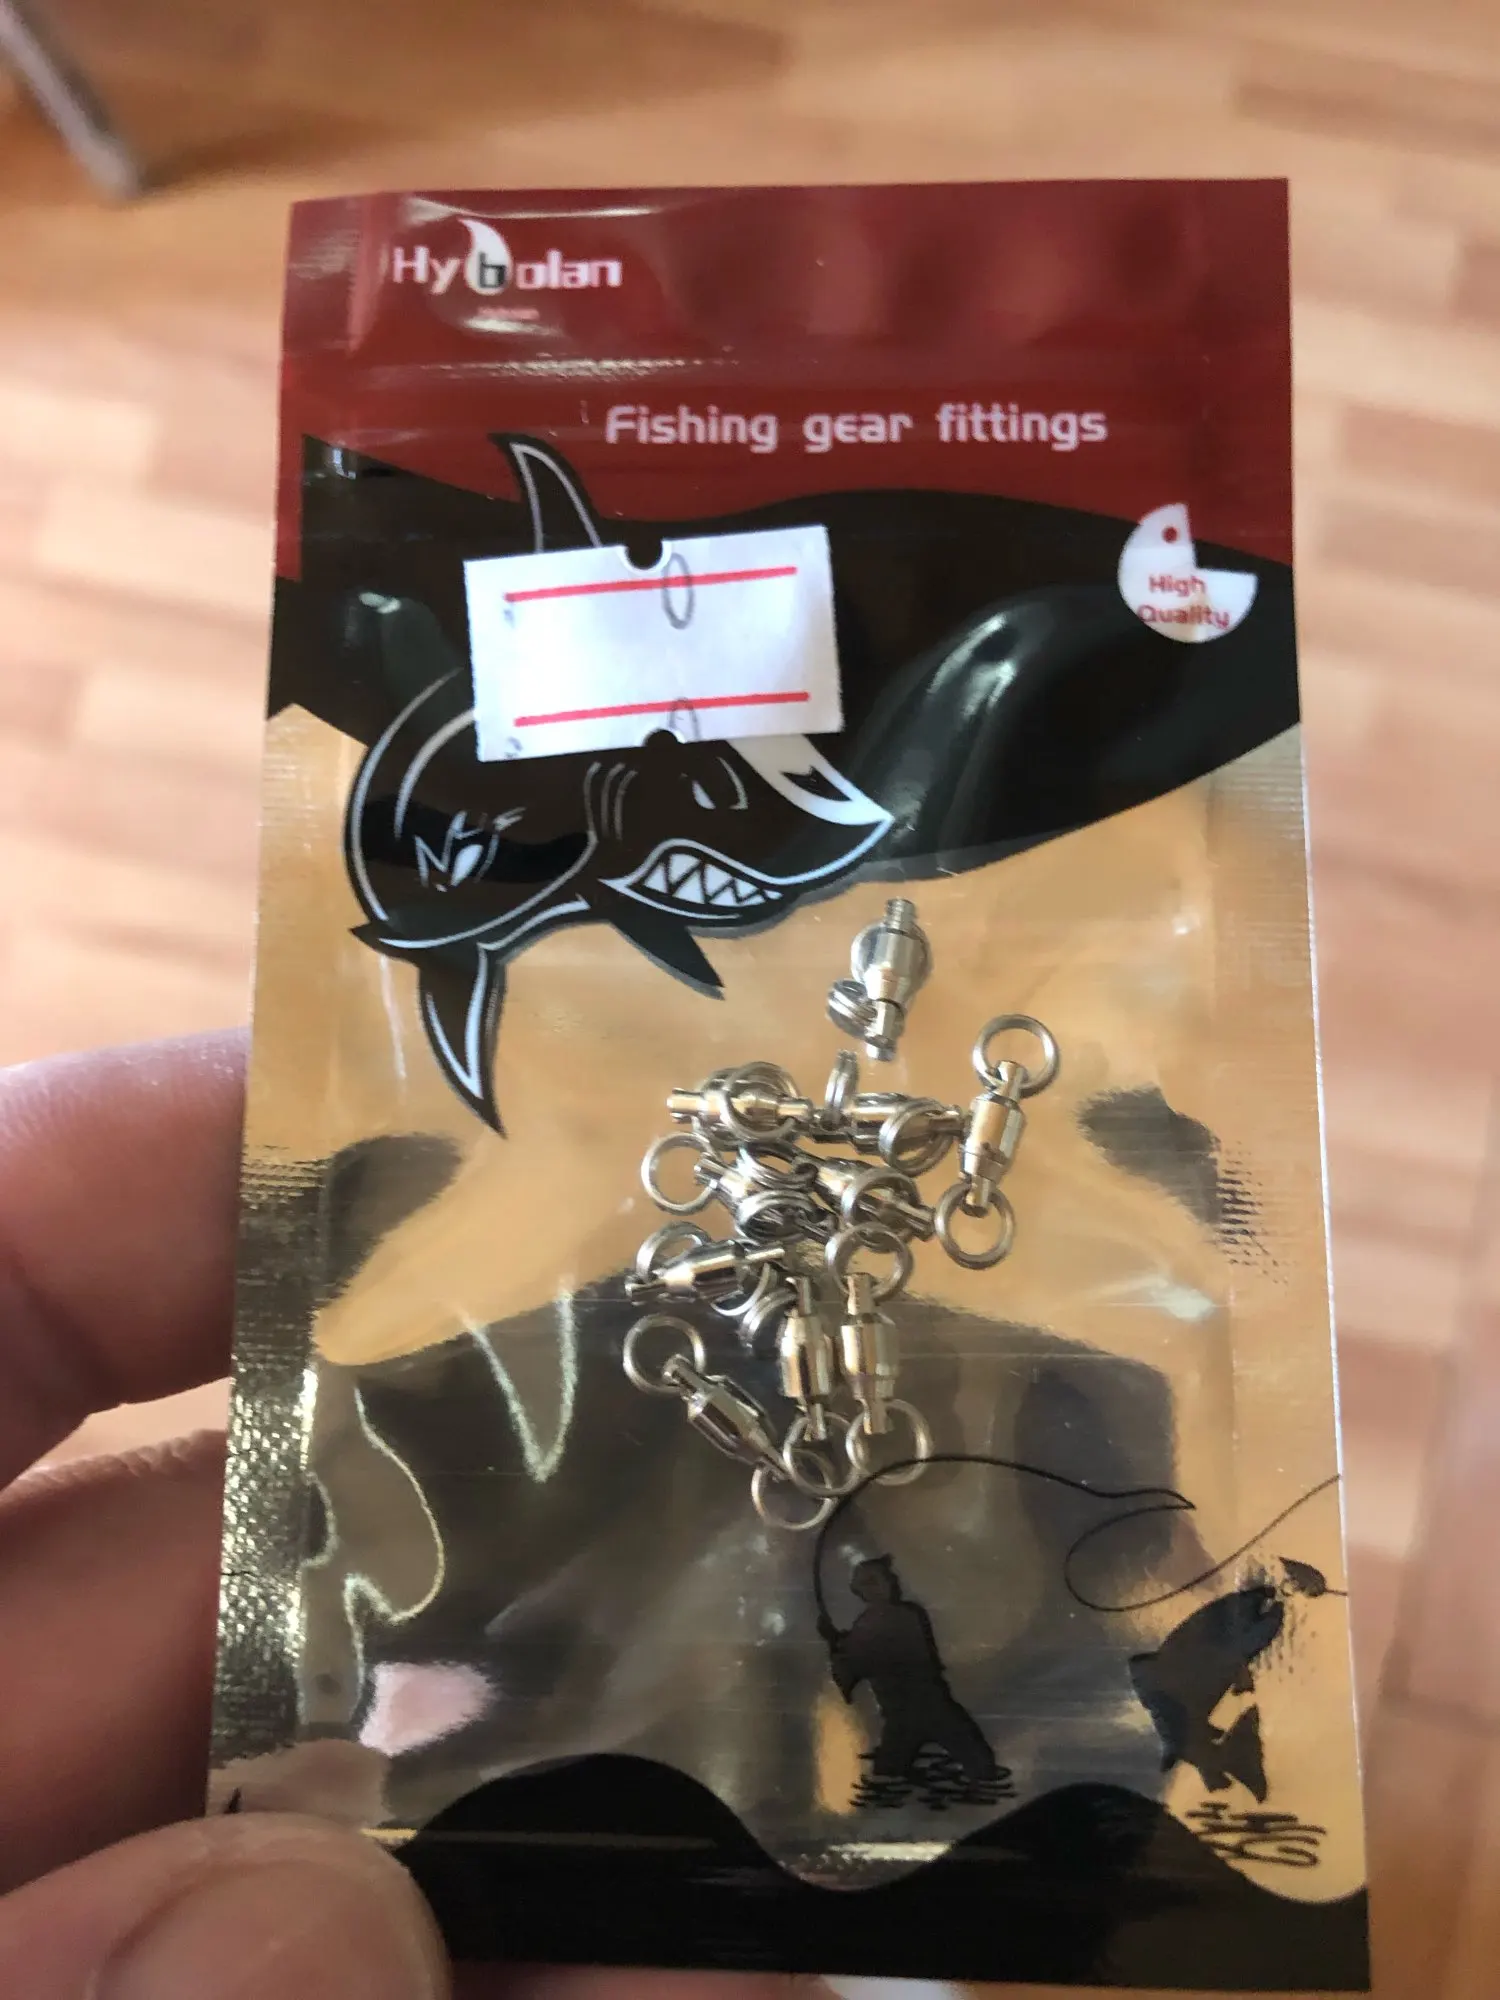 Hybolan
Fishing gear fittings
High
Quality